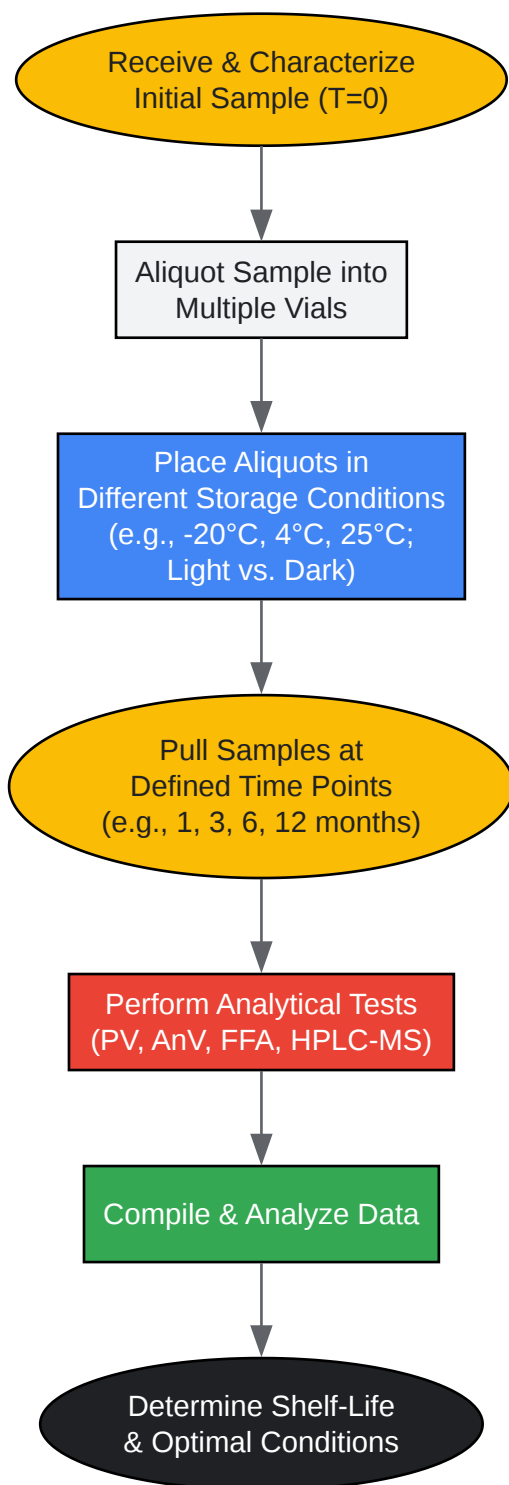 Receive & Characterize
Initial Sample (T=0)
Aliquot Sample into
Multiple Vials
Place Aliquots in
Different Storage Conditions
(e.g., -20°C, 4°C, 25°C;
Light vs. Dark)
Pull Samples at
Defined Time Points
(e.g., 1, 3, 6, 12 months)
Perform Analytical Tests
(PV, AnV, FFA, HPLC-MS)
Compile & Analyze Data
Determine Shelf-Life
& Optimal Conditions